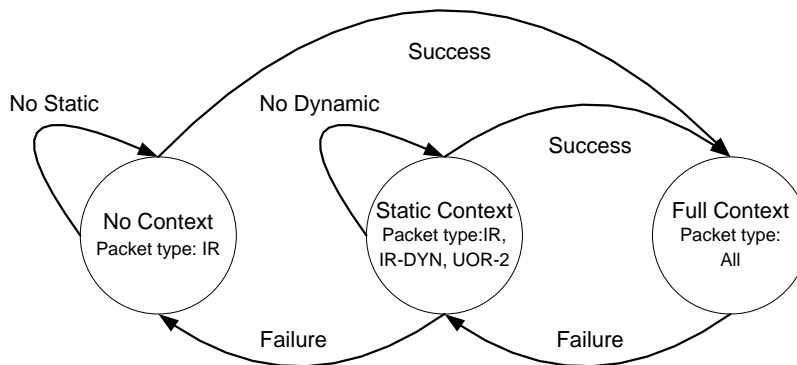 Success
No Static
No Dynamic
Success
No Context
Packet type: IR
Static Context
Packet type:IR,
IR-DYN, UOR-2
Full Context
Packet type:
All
Failure
Failure